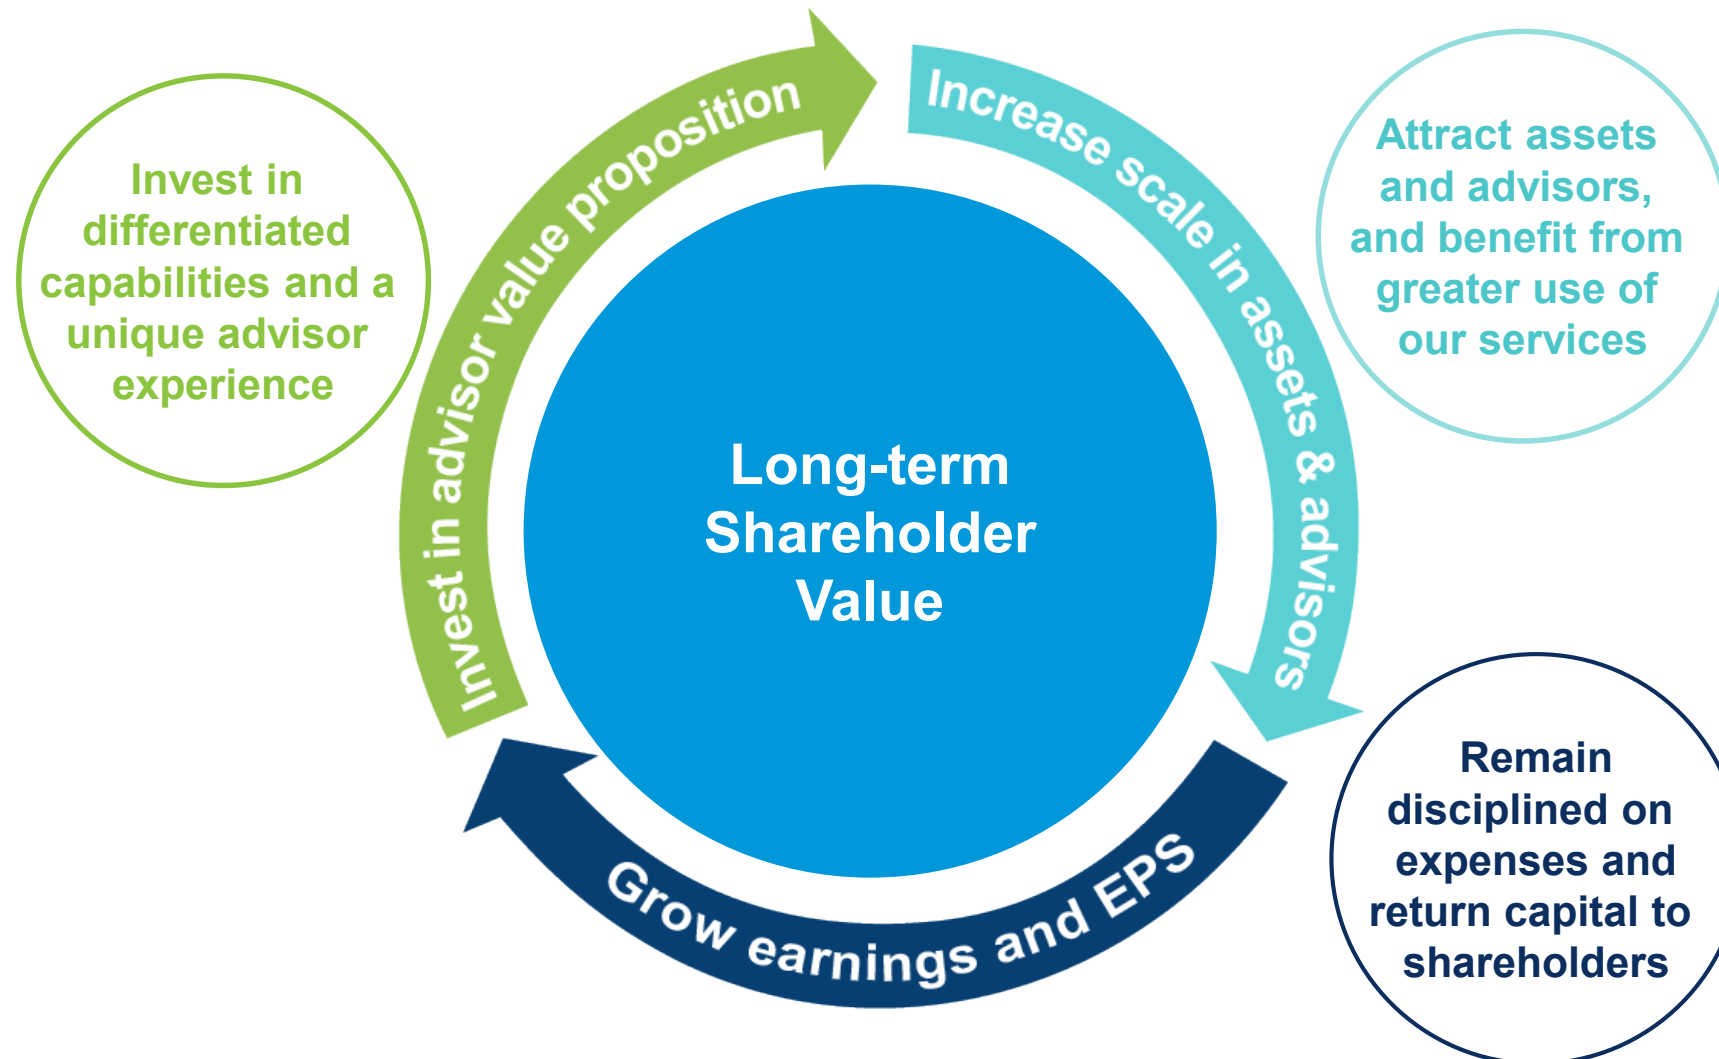 Invest in
differentiated
capabilities and a
unique advisor
experience
Invest in advisor value proposition
Increase scale in assets & advisors
Attract assets
and advisors,
and benefit from
greater use of
our services
Long-term
Shareholder
Value
Grow earnings and EPS
Remain
disciplined on
expenses and
return capital to
shareholders